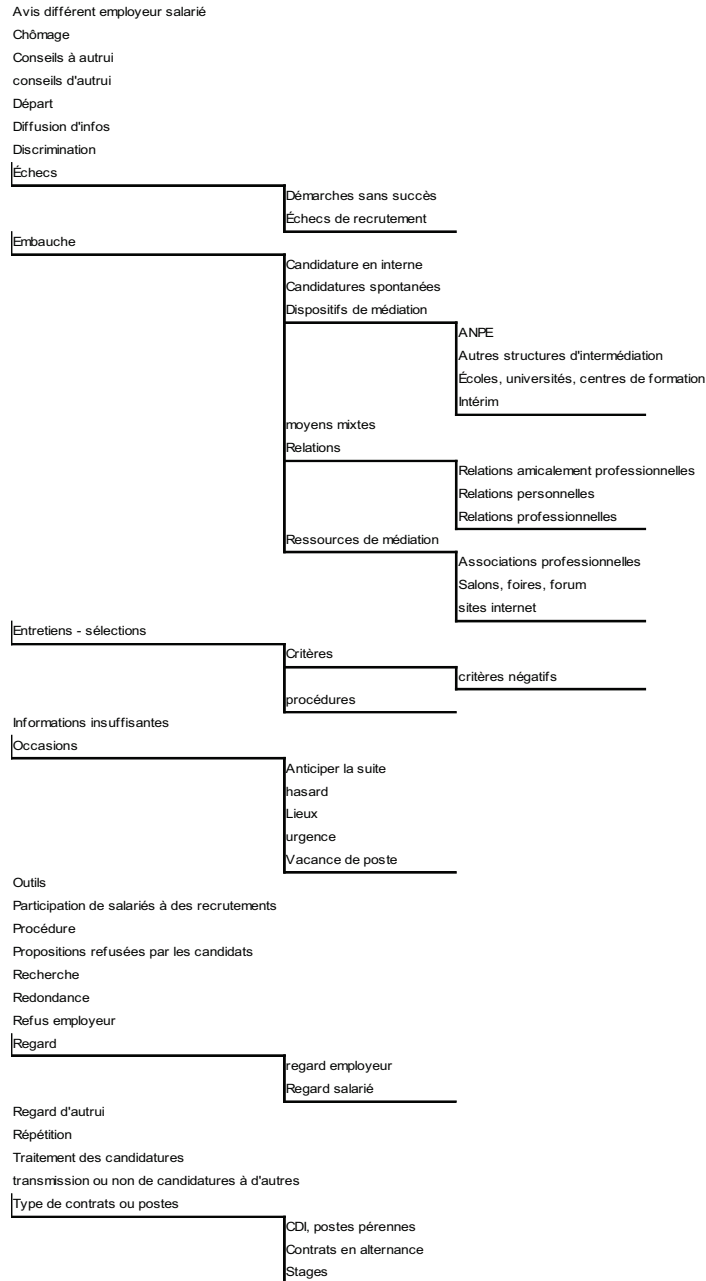 Avis différent employeur salarié
Chômage
Conseils à autrui
conseils d'autrui
Départ
Diffusion d'infos
Discrimination
Échecs
Démarches sans succès
Échecs de recrutement
Embauche
Candidature en interne
Candidatures spontanées
Dispositifs de médiation
ANPE
Autres structures d'intermédiation
Écoles, universités, centres de formation
Intérim
moyens mixtes
Relations
Relations amicalement professionnelles
Relations personnelles
Relations professionnelles
Ressources de médiation
Associations professionnelles
Salons, foires, forum
sites internet
Entretiens - sélections
Critères
critères négatifs
procédures
Informations insuffisantes
Occasions
Anticiper la suite
hasard
Lieux
urgence
Vacance de poste
Outils
Participation de salariés à des recrutements
Procédure
Propositions refusées par les candidats
Recherche
Redondance
Refus employeur
Regard
regard employeur
Regard salarié
Regard d'autrui
Répétition
Traitement des candidatures
transmission ou non de candidatures à d'autres
Type de contrats ou postes
CDI, postes pérennes
Contrats en alternance
Stages